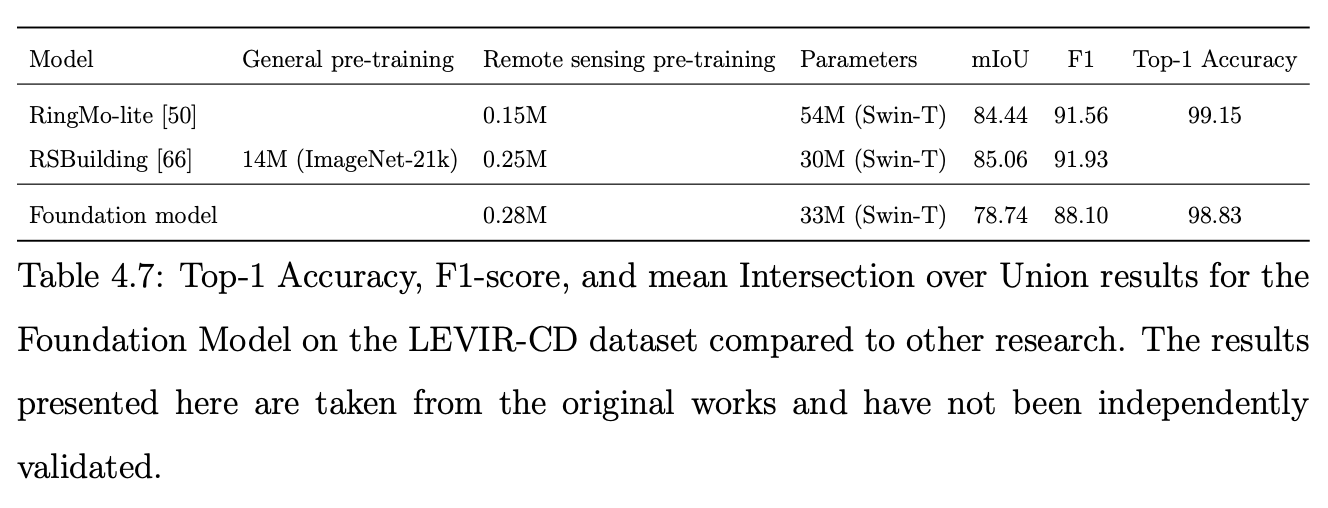 Model General pre-training Remote sensing pre-training Parameters mIoU F1 Top-1 Accuracy
RingMo-lite [50] 0.15M 54M (Swin-T) 84.44 91.56 99.15
RSBuilding [66] 14M (ImageNet-21k) 0.25M 30M (Swin-T) 85.06 91.93
Foundation model 0.28M 33M (Swin-T) 78.74 88.10 98.83
Table 4.7: Top-1 Accuracy, F1-score, and mean Intersection over Union results for the
Foundation Model on the LEVIR-CD dataset compared to other research. The results
presented here are taken from the original works and have not been independently
validated.